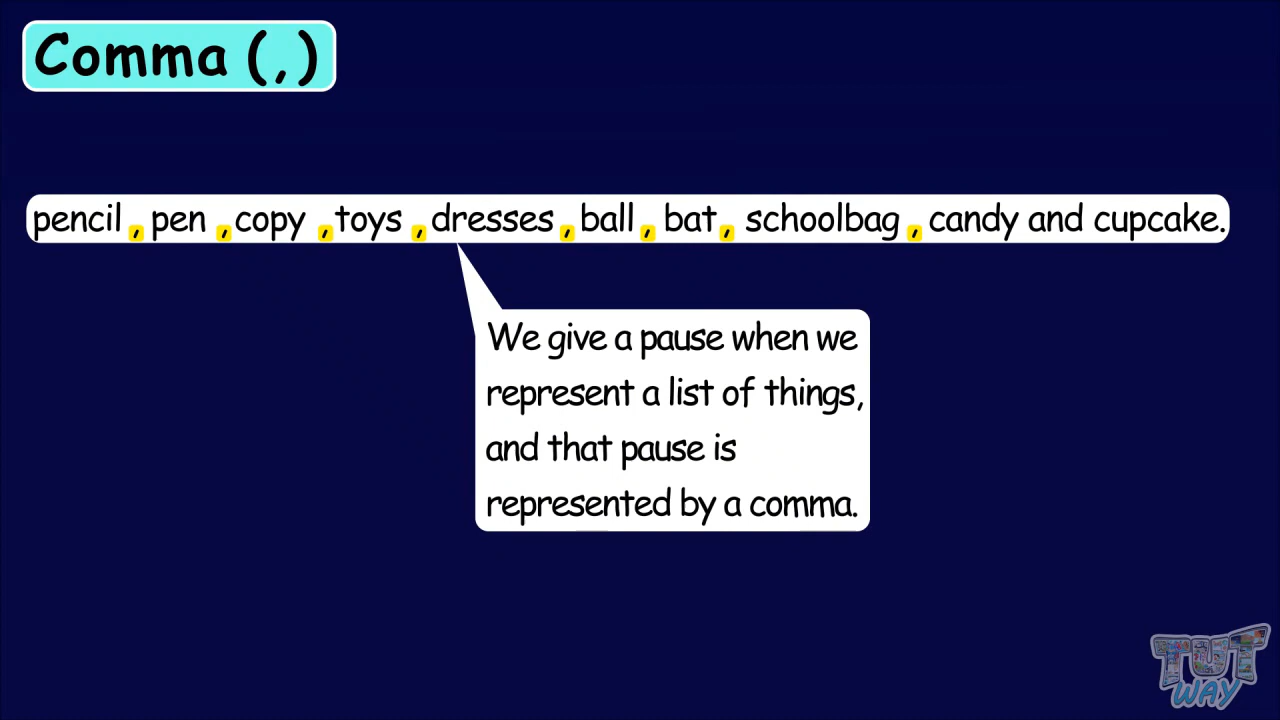 Comma (,)
pencil , pen , copy , toys , dresses , ball , bat , schoolbag , candy and cupcake.
We give a pause when we
represent a list of things,
and that pause is
represented by a comma.
TUT
WAY